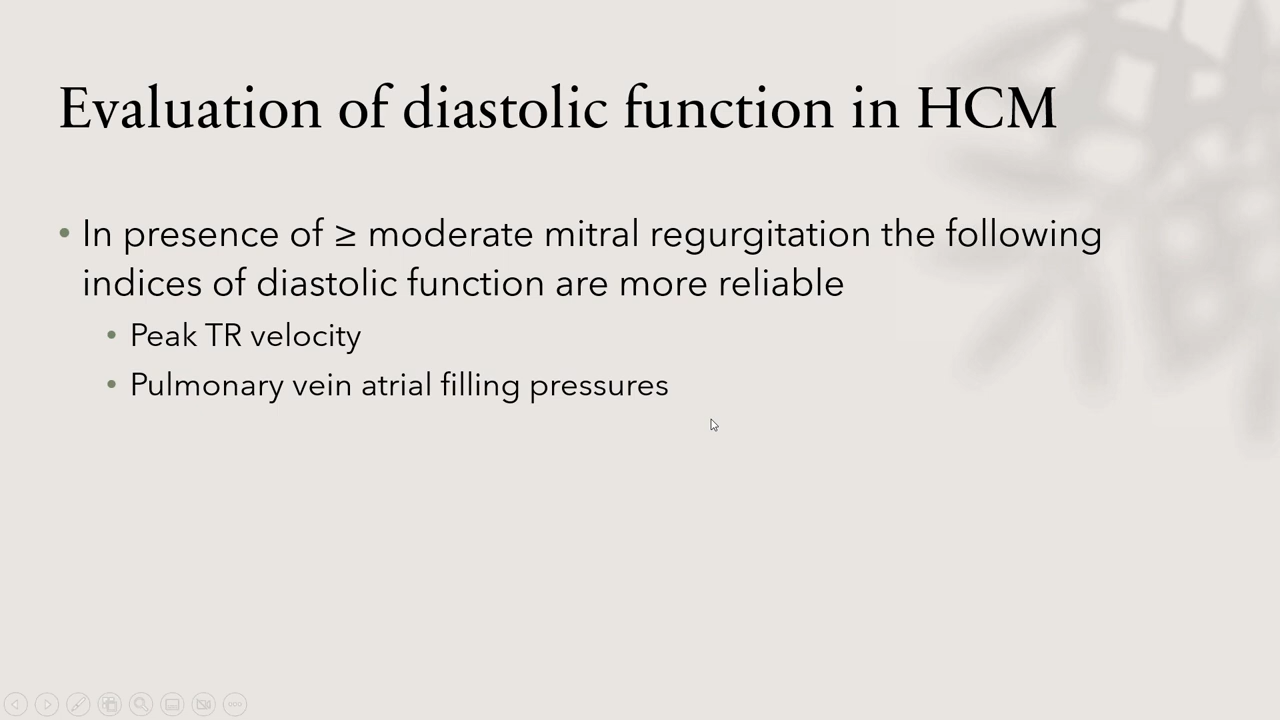 Evaluation of diastolic function in HCM
• In presence of ≥ moderate mitral regurgitation the following
indices of diastolic function are more reliable
• Peak TR velocity
• Pulmonary vein atrial filling pressures